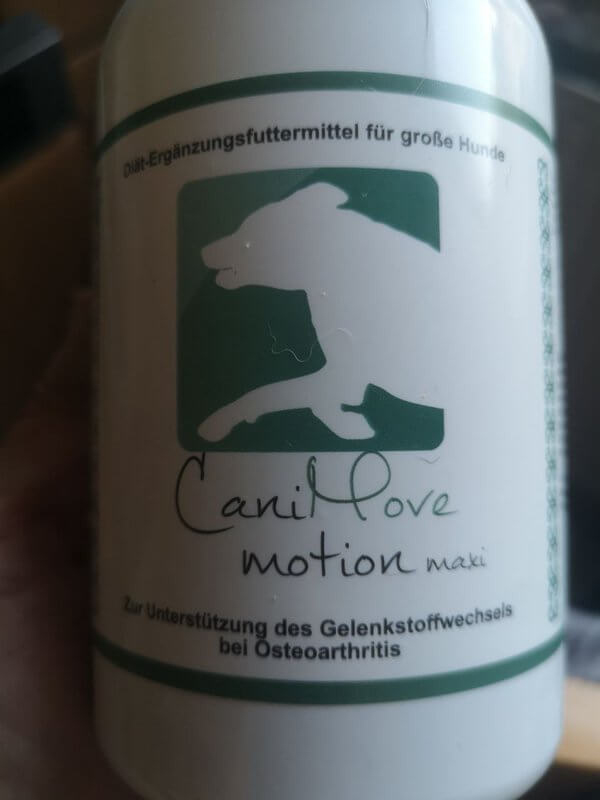 Diät-Ergänzungsfuttermittel für große Hunde
CaniMove
motion maxi
Zur Unterstützung des Gelenkstoffwechsels
bei Osteoarthritis